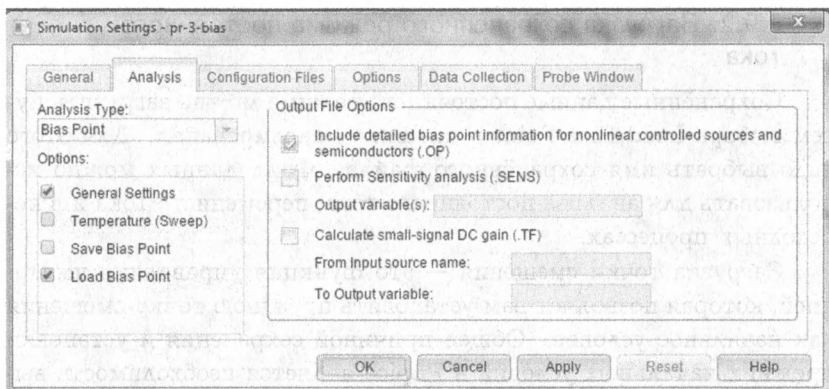 Simulation Settings - pr-3-bias
General
Analysis
Configuration Files
Options
Data Collection
Probe Window
Analysis Type:
Bias Point
Options:
General Settings
Temperature (Sweep)
Save Bias Point
Load Bias Point
Output File Options
Include detailed bias point information for nonlinear controlled sources and
semiconductors (.OP)
Perform Sensitivity analysis (.SENS)
Output variable(s):
Calculate small-signal DC gain (.TF)
From Input source name:
To Output variable:
OK
Cancel
Apply
Reset
Help